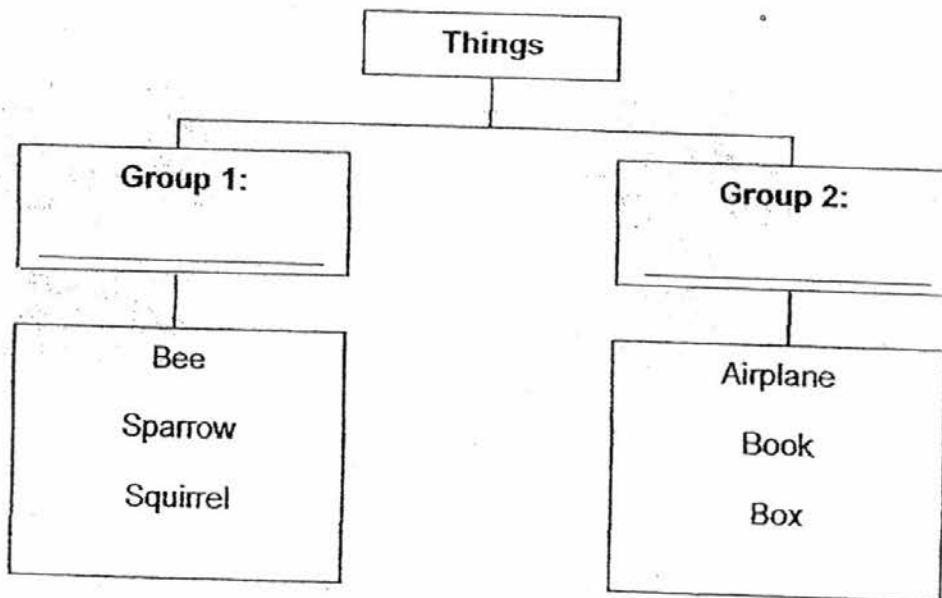 Things
Group 1:
Group 2:
Bee
Sparrow
Squirrel
Airplane
Book
Box